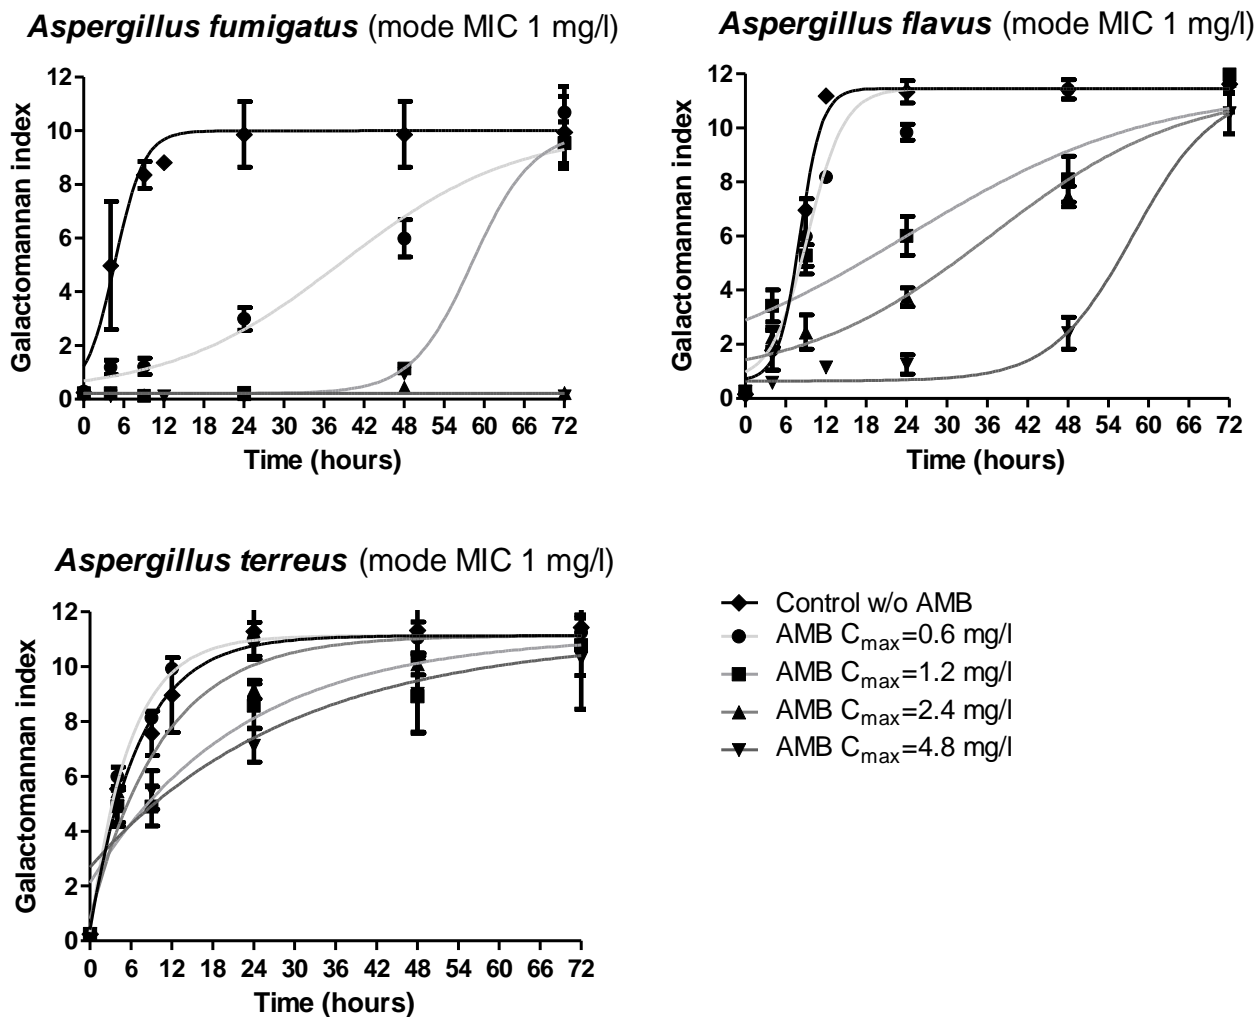 Aspergillus fumigatus (mode MIC 1 mg/l)
Galactomannan index
12
10
8
6
4
2
0
0 6 12 18 24 30 36 42 48 54 60 66 72
Time (hours)
Aspergillus flavus (mode MIC 1 mg/l)
Galactomannan index
12
10
8
6
4
2
0
0 6 12 18 24 30 36 42 48 54 60 66 72
Time (hours)
Aspergillus terreus (mode MIC 1 mg/l)
Galactomannan index
12
10
8
6
4
2
0
0 6 12 18 24 30 36 42 48 54 60 66 72
Time (hours)
Control w/o AMB
AMB Cmax=0.6 mg/l
AMB Cmax=1.2 mg/l
AMB Cmax=2.4 mg/l
AMB Cmax=4.8 mg/l